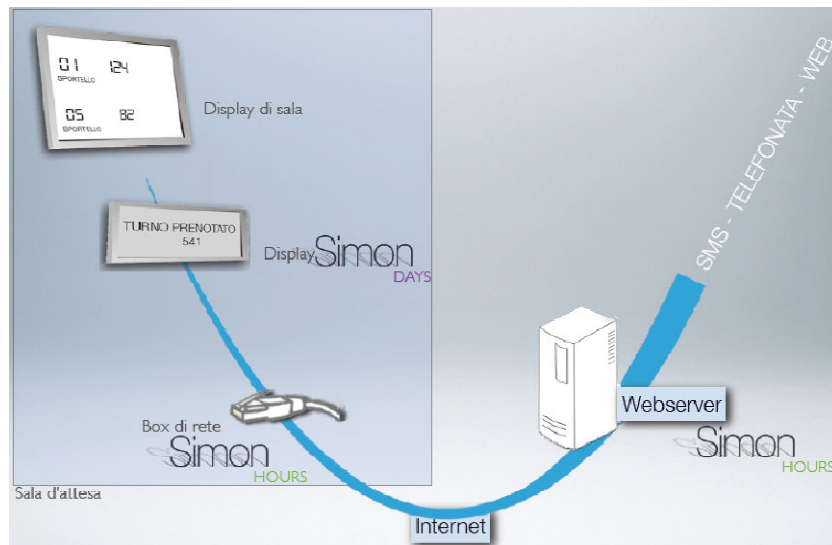 01 124
SPORTELLO
05 82
SPORTELLO
Display di sala
TURNO PRENOTATO
541
Display Simon
DAYS
Box di rete
Simon
HOURS
Sala d'attesa
Internet
Webserver
Simon
HOURS
SMS - TELEFONATA - WEB